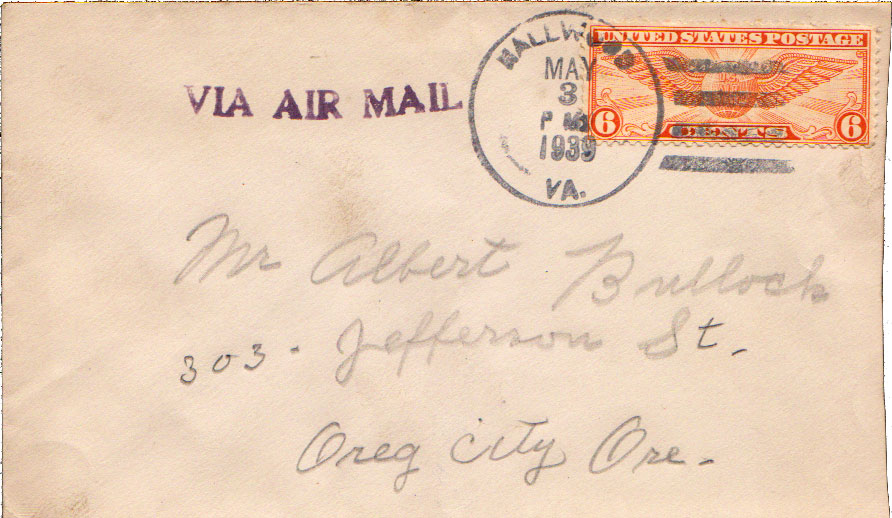 UNITED STATES POSTAGE
6 CENTS 6
HALLWOOD
MAY
3
P M
1939
VA.
VIA AIR MAIL
Mr Albert Bullock
303 - Jefferson St.
Oreg City Ore.